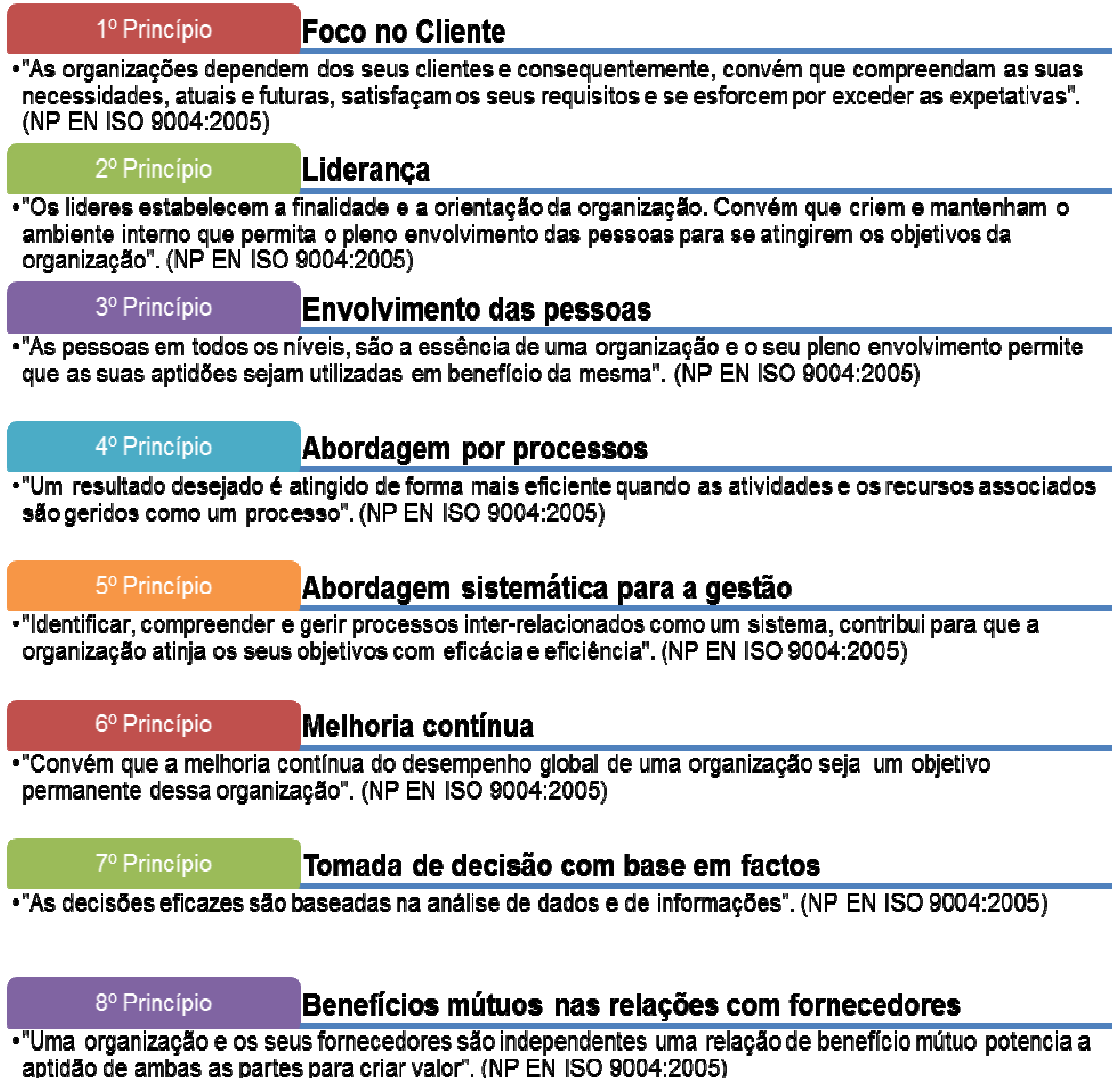 1º Princípio
Foco no Cliente
•"As organizações dependem dos seus clientes e consequentemente, convém que compreendam as suas
necessidades, atuais e futuras, satisfaçam os seus requisitos e se esforcem por exceder as expetativas".
(NP EN ISO 9004:2005)
2º Princípio
Liderança
•"Os lideres estabelecem a finalidade e a orientação da organização. Convém que criem e mantenham o
ambiente interno que permita o pleno envolvimento das pessoas para se atingirem os objetivos da
organização". (NP EN ISO 9004:2005)
3º Princípio
Envolvimento das pessoas
•"As pessoas em todos os níveis, são a essência de uma organização e o seu pleno envolvimento permite
que as suas aptidões sejam utilizadas em benefício da mesma". (NP EN ISO 9004:2005)
4º Princípio
Abordagem por processos
•"Um resultado desejado é atingido de forma mais eficiente quando as atividades e os recursos associados
são geridos como um processo". (NP EN ISO 9004:2005)
5º Princípio
Abordagem sistemática para a gestão
•"Identificar, compreender e gerir processos inter-relacionados como um sistema, contribui para que a
organização atinja os seus objetivos com eficácia e eficiência". (NP EN ISO 9004:2005)
6º Princípio
Melhoria contínua
•"Convém que a melhoria contínua do desempenho global de uma organização seja um objetivo
permanente dessa organização". (NP EN ISO 9004:2005)
7º Princípio
Tomada de decisão com base em factos
•"As decisões eficazes são baseadas na análise de dados e de informações". (NP EN ISO 9004:2005)
8º Princípio
Benefícios mútuos nas relações com fornecedores
•"Uma organização e os seus fornecedores são independentes uma relação de benefício mútuo potencia a
aptidão de ambas as partes para criar valor". (NP EN ISO 9004:2005)